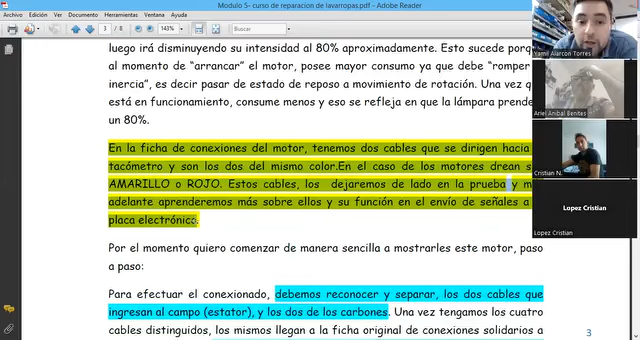 Modulo 5- curso de reparacion de lavarropas.pdf - Adobe Reader
Archivo Edición Ver Documentos Herramientas Ventana Ayuda
3 / 8 143% Buscar
luego irá disminuyendo su intensidad al 80% aproximadamente. Esto sucede porq
al momento de “arrancar” el motor, posee mayor consumo ya que debe “romper
inercia”, es decir pasar de estado de reposo a movimiento de rotación. Una vez q
está en funcionamiento, consume menos y eso se refleja en que la lámpara prende
un 80%.
En la ficha de conexiones del motor, tenemos dos cables que se dirigen hacia
tacómetro y son los dos del mismo color.En el caso de los motores drean s
AMARILLO o ROJO. Estos cables, los dejaremos de lado en la prueba y m
adelante aprenderemos más sobre ellos y su función en el envío de señales a
placa electrónica.
Por el momento quiero comenzar de manera sencilla a mostrarles este motor, paso
a paso:
Para efectuar el conexionado, debemos reconocer y separar, los dos cables que
ingresan al campo (estator), y los dos de los carbones. Una vez tengamos los cuatro
cables distinguidos, los mismos llegan a la ficha original de conexiones solidarios a
3
Yamil Alarcon Torres
Ariel Anibal Benites
Cristian N.
Lopez Cristian
Lopez Cristian